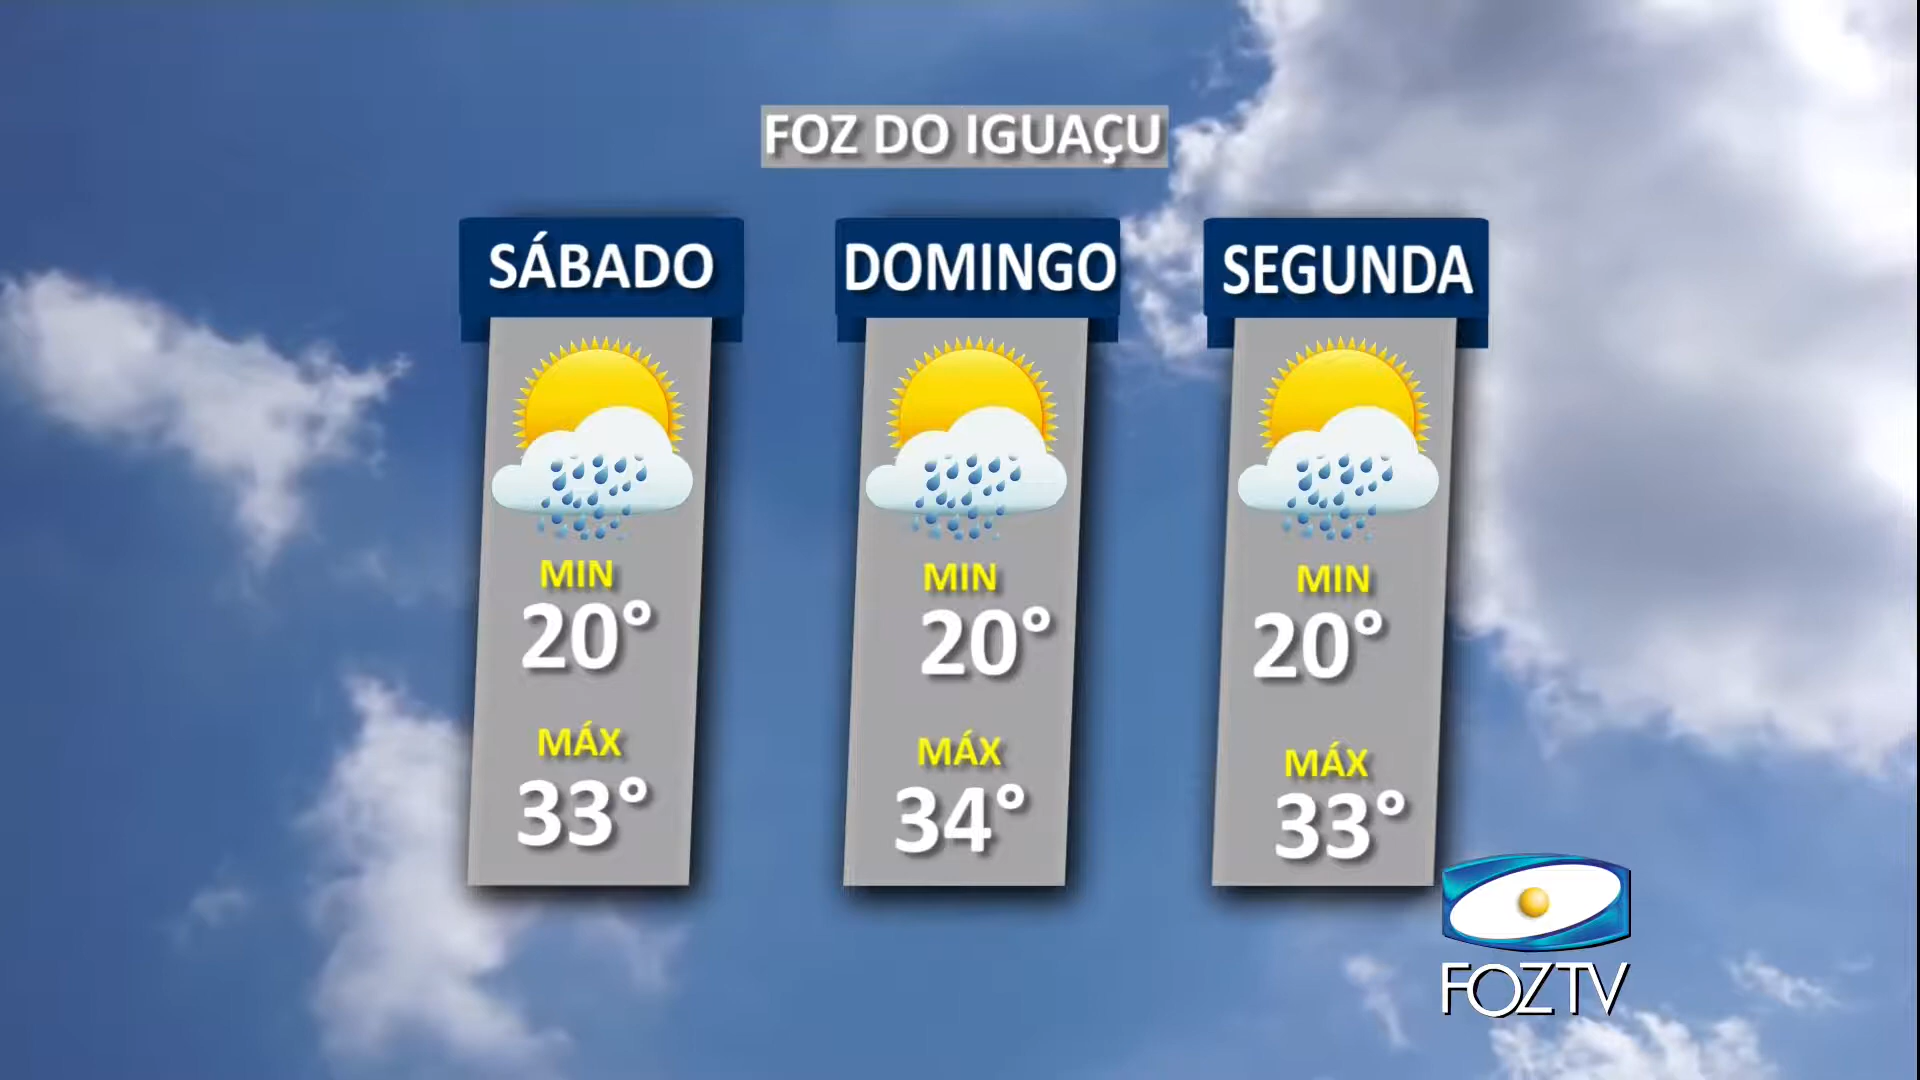 FOZ DO IGUAÇU
SÁBADO
MIN
20°
MÁX
33°
DOMINGO
MIN
20°
MÁX
34°
SEGUNDA
MIN
20°
MÁX
33°
FOZTV